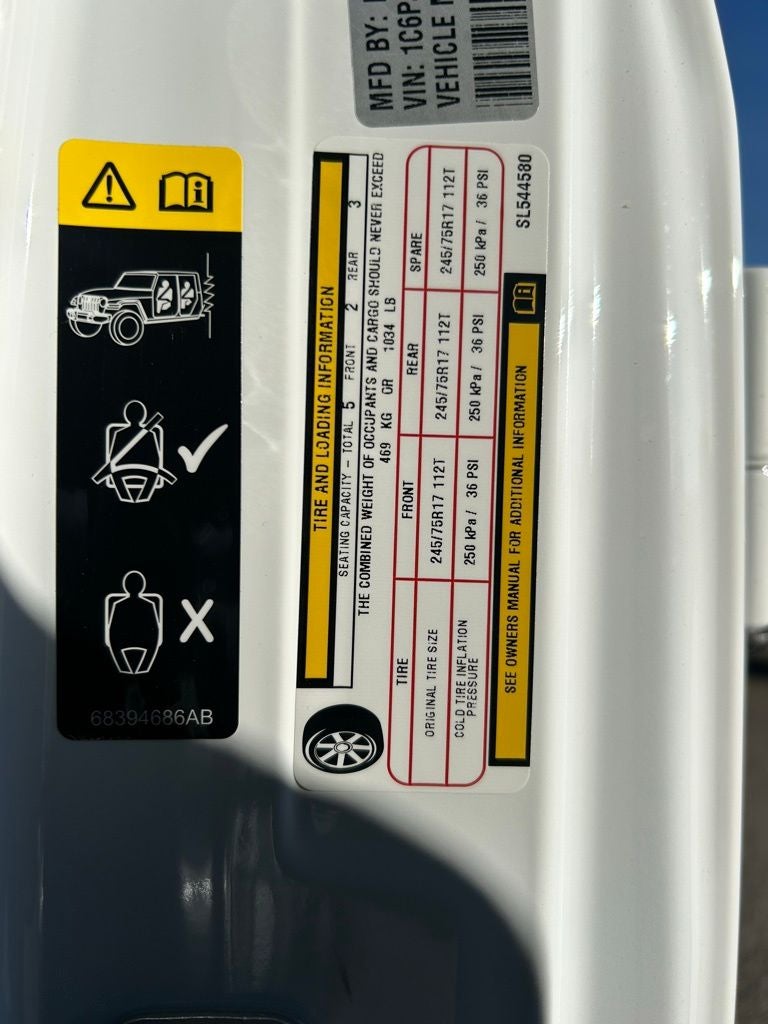 MFD BY:
VIN: 1C6P
VEHICLE
68394686AB
TIRE AND LOADING INFORMATION
SEATING CAPACITY – TOTAL 5 FRONT 2 REAR 3
THE COMBINED WEIGHT OF OCCUPANTS AND CARGO SHOULD NEVER EXCEED
469 KG OR 1034 LB
TIRE FRONT REAR SPARE
ORIGINAL TIRE SIZE 245/75R17 112T 245/75R17 112T 245/75R17 112T
COLD TIRE INFLATION
PRESSURE 250 kPa / 36 PSI 250 kPa / 36 PSI 250 kPa / 36 PSI
SEE OWNERS MANUAL FOR ADDITIONAL INFORMATION
SL544580